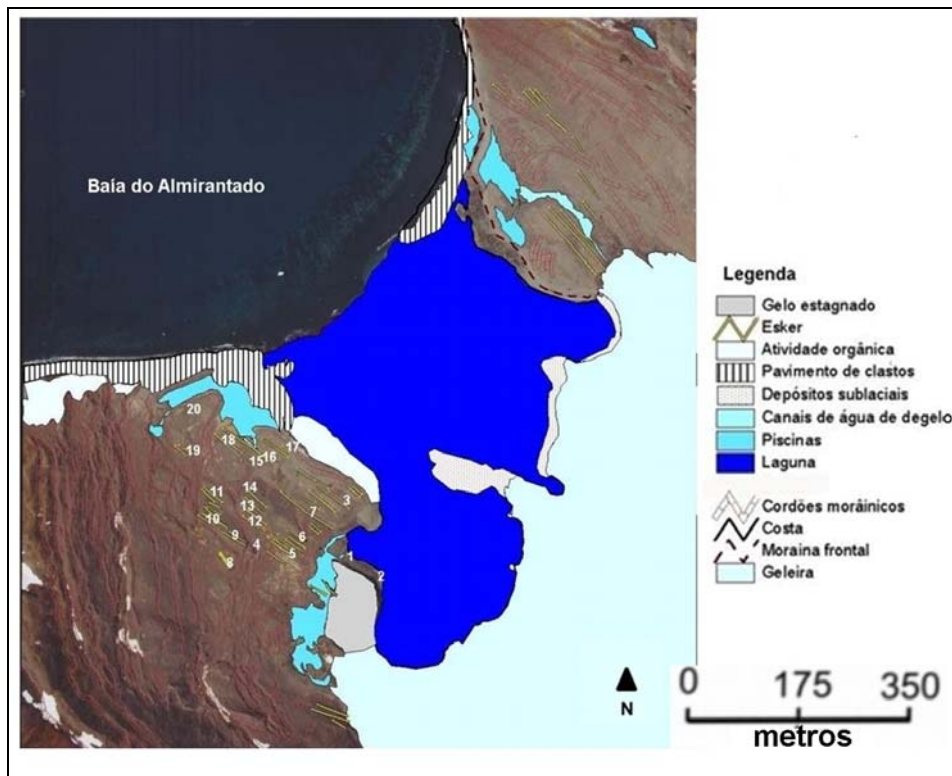 Baía do Almirantado
20
19
18
17
16
15
14
13
12
11
10
9
8
7
6
5
4
3
2
1
Legenda
Gelo estagnado
Esker
Atividade orgânica
Pavimento de clastos
Depósitos sublaciais
Canais de água de degelo
Piscinas
Laguna
Cordões morâinicos
Costa
Moraina frontal
Geleira
N
0 175 350
metros